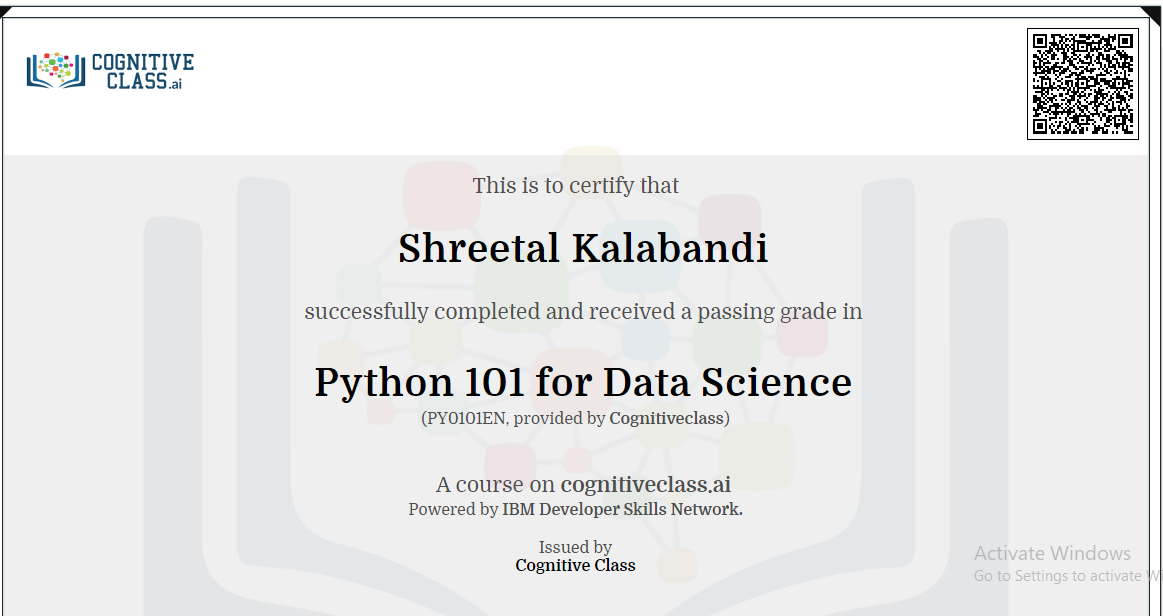 COGNITIVE
CLASS.ai
This is to certify that
Shreetal Kalabandi
successfully completed and received a passing grade in
Python 101 for Data Science
(PY0101EN, provided by Cognitiveclass)
A course on cognitiveclass.ai
Powered by IBM Developer Skills Network.
Issued by
Cognitive Class
Activate Windows
Go to Settings to activate W